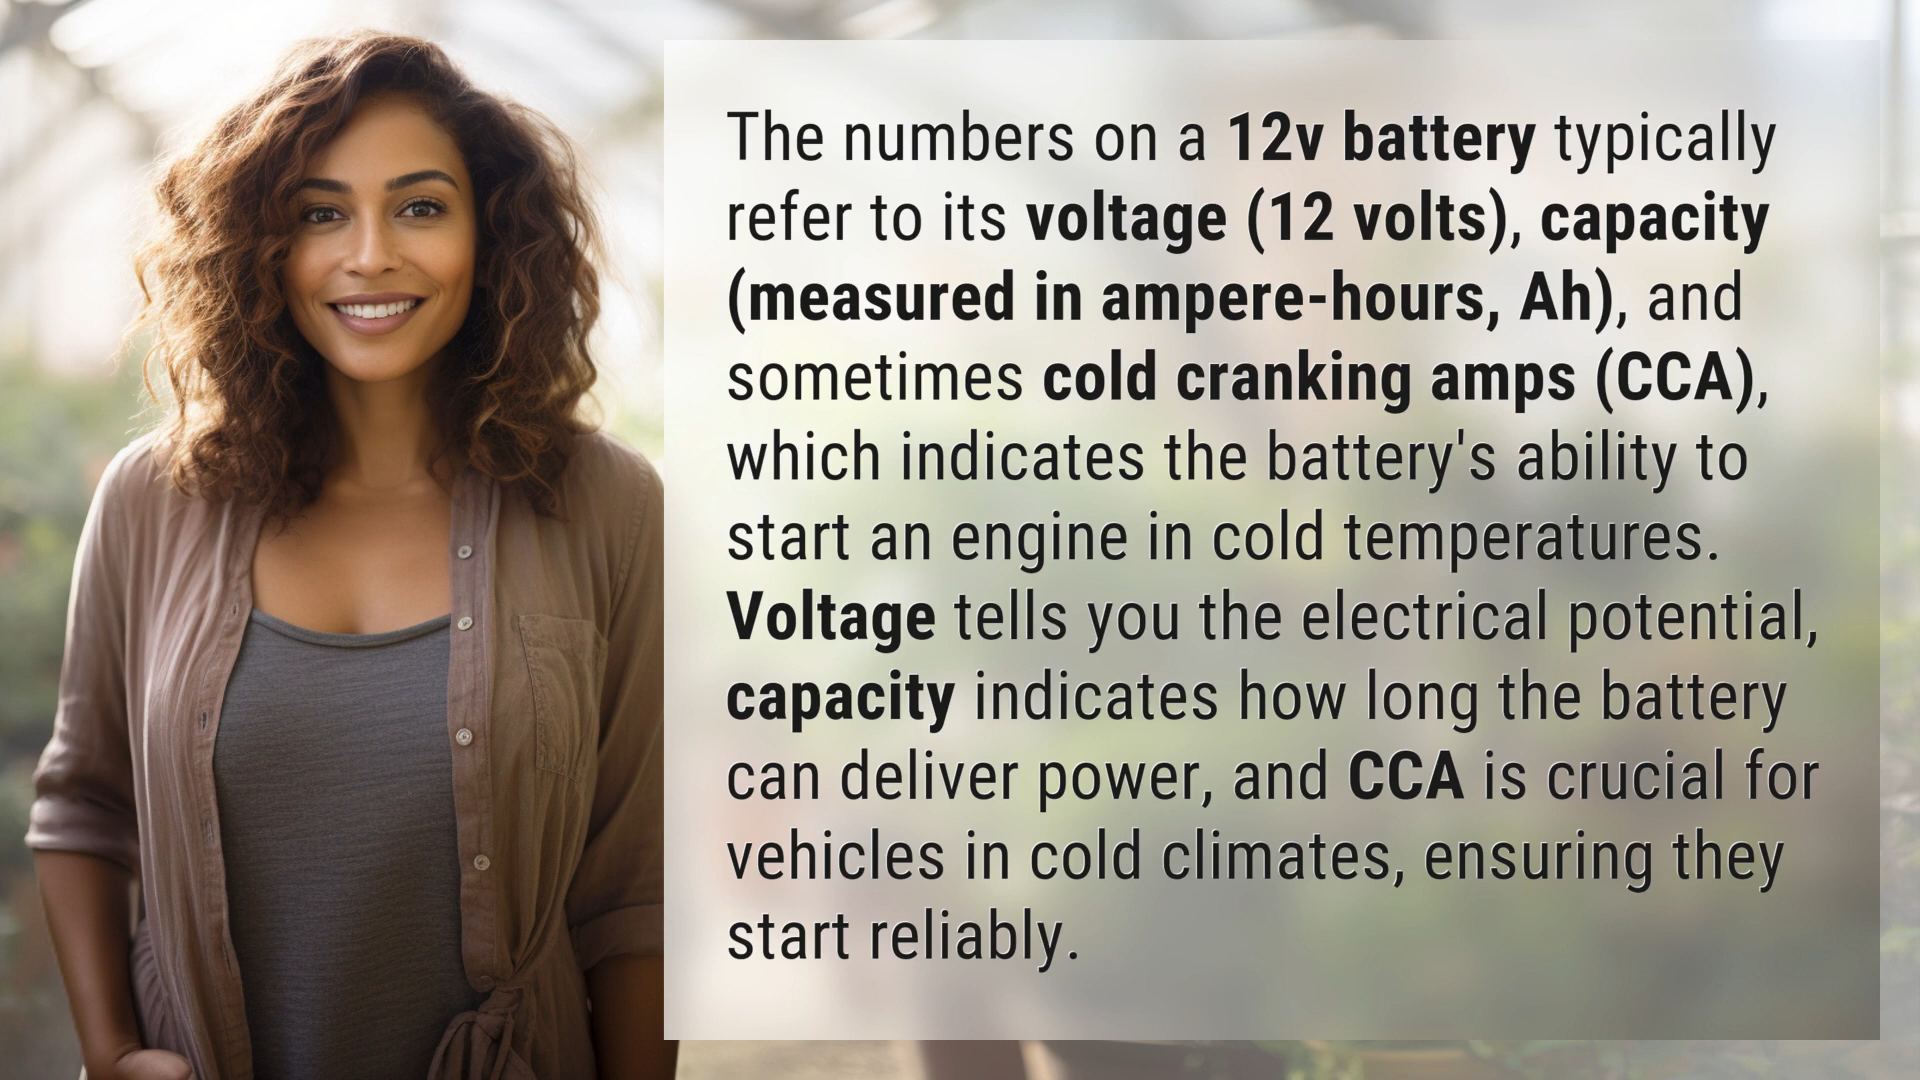 The numbers on a 12v battery typically
refer to its voltage (12 volts), capacity
(measured in ampere-hours, Ah), and
sometimes cold cranking amps (CCA),
which indicates the battery's ability to
start an engine in cold temperatures.
Voltage tells you the electrical potential,
capacity indicates how long the battery
can deliver power, and CCA is crucial for
vehicles in cold climates, ensuring they
start reliably.